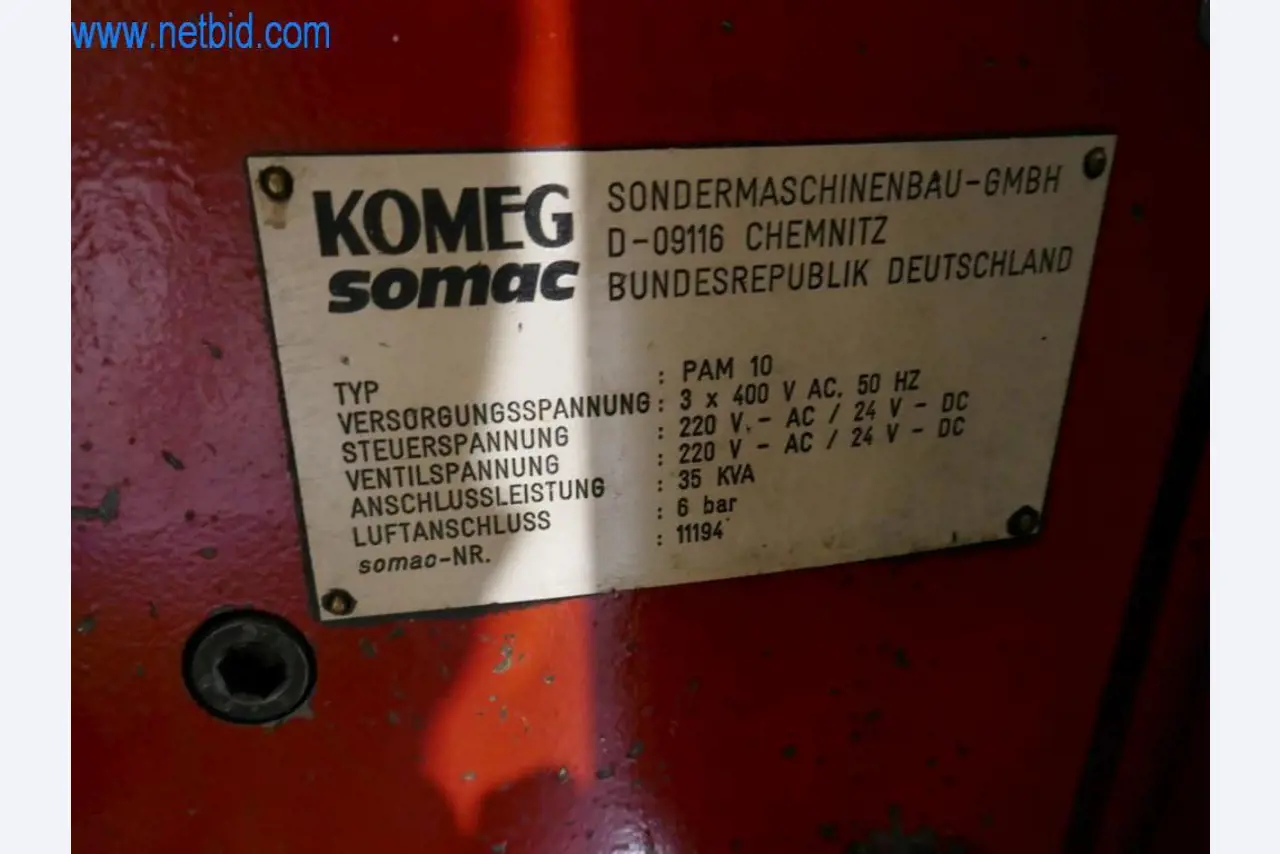 www.netbid.com
KOMEG
somac
SONDERMASCHINENBAU-GMBH
D-09116 CHEMNITZ
BUNDESREPUBLIK DEUTSCHLAND
TYP : PAM 10
VERSORGUNGSSPANNUNG : 3 x 400 V AC. 50 HZ
STEUERSPANNUNG : 220 V.- AC / 24 V - DC
VENTILSPANNUNG : 220 V - AC / 24 V - DC
ANSCHLUSSLEISTUNG : 35 KVA
LUFTANSCHLUSS : 6 bar
somac-NR. : 11194